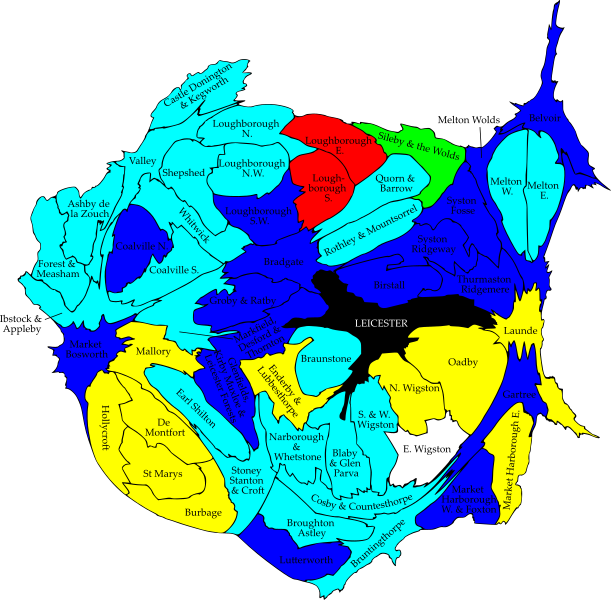 Castle Donington
& Kegworth
Loughborough
N.
Loughborough
E.
Sileby & the Wolds
Melton Wolds
Belvoir
Valley
Shepshed
Loughborough
N.W.
Lough-
borough
S.
Quorn &
Barrow
Melton
W.
Melton
E.
Ashby de
la Zouch
Whitwick
Loughborough
S.W.
Rothley & Mountsorrel
Syston
Fosse
Syston
Ridgeway
Coalville N.
Coalville S.
Bradgate
Forest &
Measham
Birstall
Thurmaston
Ridgemere
Groby & Ratby
Ibstock &
Appleby
LEICESTER
Launde
Market
Bosworth
Mallory
Braunstone
Oadby
Enderby &
Lubbesthorpe
N. Wigston
Gartree
Earl Shilton
Hollycroft
De
Montfort
S. & W.
Wigston
E. Wigston
Market Harborough E.
Narborough
&
Whetstone
Blaby
& Glen
Parva
St Marys
Stoney
Stanton
& Croft
Cosby & Countesthorpe
Market
Harborough
W. & Foxton
Burbage
Broughton
Astley
Bruntingthorpe
Lutterworth